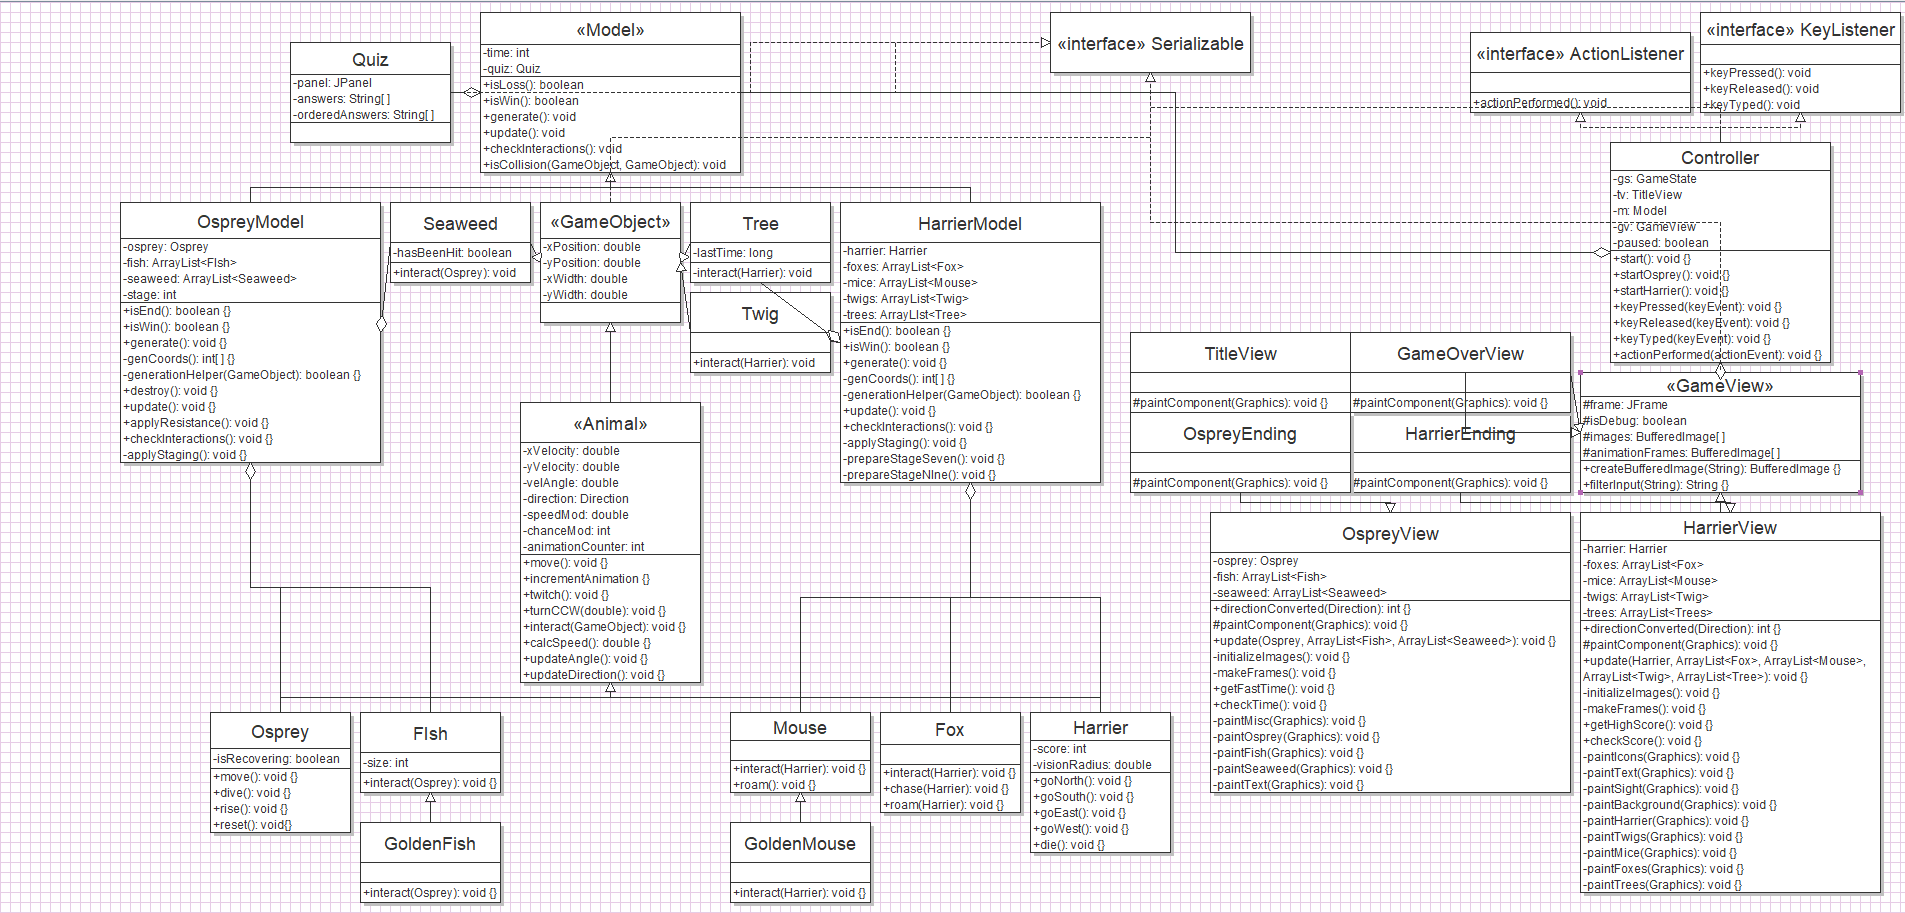 Quiz
-panel: JPanel
-answers: String[ ]
-orderedAnswers: String[ ]
«Model»
-time: int
-quiz: Quiz
+isLoss(): boolean
+isWin(): boolean
+generate(): void
+update(): void
+checkInteractions(): void
+isCollision(GameObject, GameObject): void
«interface» Serializable
«interface» ActionListener
+actionPerformed(): void
«interface» KeyListener
+keyPressed(): void
+keyReleased(): void
+keyTyped(): void
Controller
-gs: GameState
-tv: TitleView
-m: Model
-gv: GameView
-paused: boolean
+start(): void {}
+startOsprey(): void {}
+startHarrier(): void {}
+keyPressed(keyEvent): void {}
+keyReleased(keyEvent): void {}
+keyTyped(keyEvent): void {}
+actionPerformed(actionEvent): void {}
OspreyModel
-osprey: Osprey
-fish: ArrayList<FIsh>
-seaweed: ArrayList<Seaweed>
-stage: int
+isEnd(): boolean {}
+isWin(): boolean {}
+generate(): void {}
-genCoords(): int[ ] {}
-generationHelper(GameObject): boolean {}
+destroy(): void {}
+update(): void {}
+applyResistance(): void {}
+checkInteractions(): void {}
-applyStaging(): void {}
Seaweed
-hasBeenHit: boolean
+interact(Osprey): void
«GameObject»
-xPosition: double
-yPosition: double
-xWidth: double
-yWidth: double
Tree
-lastTime: long
-interact(Harrier): void
Twig
+interact(Harrier): void
HarrierModel
-harrier: Harrier
-foxes: ArrayList<Fox>
-mice: ArrayList<Mouse>
-twigs: ArrayList<Twig>
-trees: ArrayLIst<Tree>
+isEnd(): boolean {}
+isWin(): boolean {}
+generate(): void {}
-genCoords(): int[ ] {}
-generationHelper(GameObject): boolean {}
+update(): void {}
+checkInteractions(): void {}
-applyStaging(): void {}
-prepareStageSeven(): void {}
-prepareStageNIne(): void {}
TitleView
#paintComponent(Graphics): void {}
GameOverView
#paintComponent(Graphics): void {}
OspreyEnding
#paintComponent(Graphics): void {}
HarrierEnding
#paintComponent(Graphics): void {}
«GameView»
#frame: JFrame
#isDebug: boolean
#images: BufferedImage[ ]
#animationFrames: BufferedImage[ ]
+createBufferedImage(String): BufferedImage {}
+filterInput(String): String {}
«Animal»
-xVelocity: double
-yVelocity: double
-velAngle: double
-direction: Direction
-speedMod: double
-chanceMod: int
-animationCounter: int
+move(): void {}
+incrementAnimation {}
+twitch(): void {}
+turnCCW(double): void {}
+interact(GameObject): void {}
+calcSpeed(): double {}
+updateAngle(): void {}
+updateDirection(): void {}
OspreyView
-osprey: Osprey
-fish: ArrayList<Fish>
-seaweed: ArrayList<Seaweed>
+directionConverted(Direction): int {}
#paintComponent(Graphics): void {}
+update(Osprey, ArrayList<Fish>, ArrayList<Seaweed>): void {}
-initializeImages(): void {}
-makeFrames(): void {}
+getFastTime(): void {}
+checkTime(): void {}
-paintMisc(Graphics): void {}
-paintOsprey(Graphics): void {}
-paintFish(Graphics): void {}
-paintSeaweed(Graphics): void {}
-paintText(Graphics): void {}
HarrierView
-harrier: Harrier
-foxes: ArrayList<Fox>
-mice: ArrayList<Mouse>
-twigs: ArrayList<Twig>
-trees: ArrayList<Trees>
+directionConverted(Direction): int {}
#paintComponent(Graphics): void {}
+update(Harrier, ArrayList<Fox>, ArrayList<Mouse>,
ArrayList<Twig>, ArrayList<Tree>): void {}
-initializeImages(): void {}
-makeFrames(): void {}
+getHighScore(): void {}
+checkScore(): void {}
-paintIcons(Graphics): void {}
-paintText(Graphics): void {}
-paintSight(Graphics): void {}
-paintBackground(Graphics): void {}
-paintHarrier(Graphics): void {}
-paintTwigs(Graphics): void {}
-paintMice(Graphics): void {}
-paintFoxes(Graphics): void {}
-paintTrees(Graphics): void {}
Osprey
-isRecovering: boolean
+move(): void {}
+dive(): void {}
+rise(): void {}
+reset(): void{}
FIsh
-size: int
+interact(Osprey): void {}
GoldenFish
+interact(Osprey): void {}
Mouse
+interact(Harrier): void {}
+roam(): void {}
GoldenMouse
+interact(Harrier): void {}
Fox
+interact(Harrier): void {}
+chase(Harrier): void {}
+roam(Harrier): void {}
Harrier
-score: int
-visionRadius: double
+goNorth(): void {}
+goSouth(): void {}
+goEast(): void {}
+goWest(): void {}
+die(): void {}